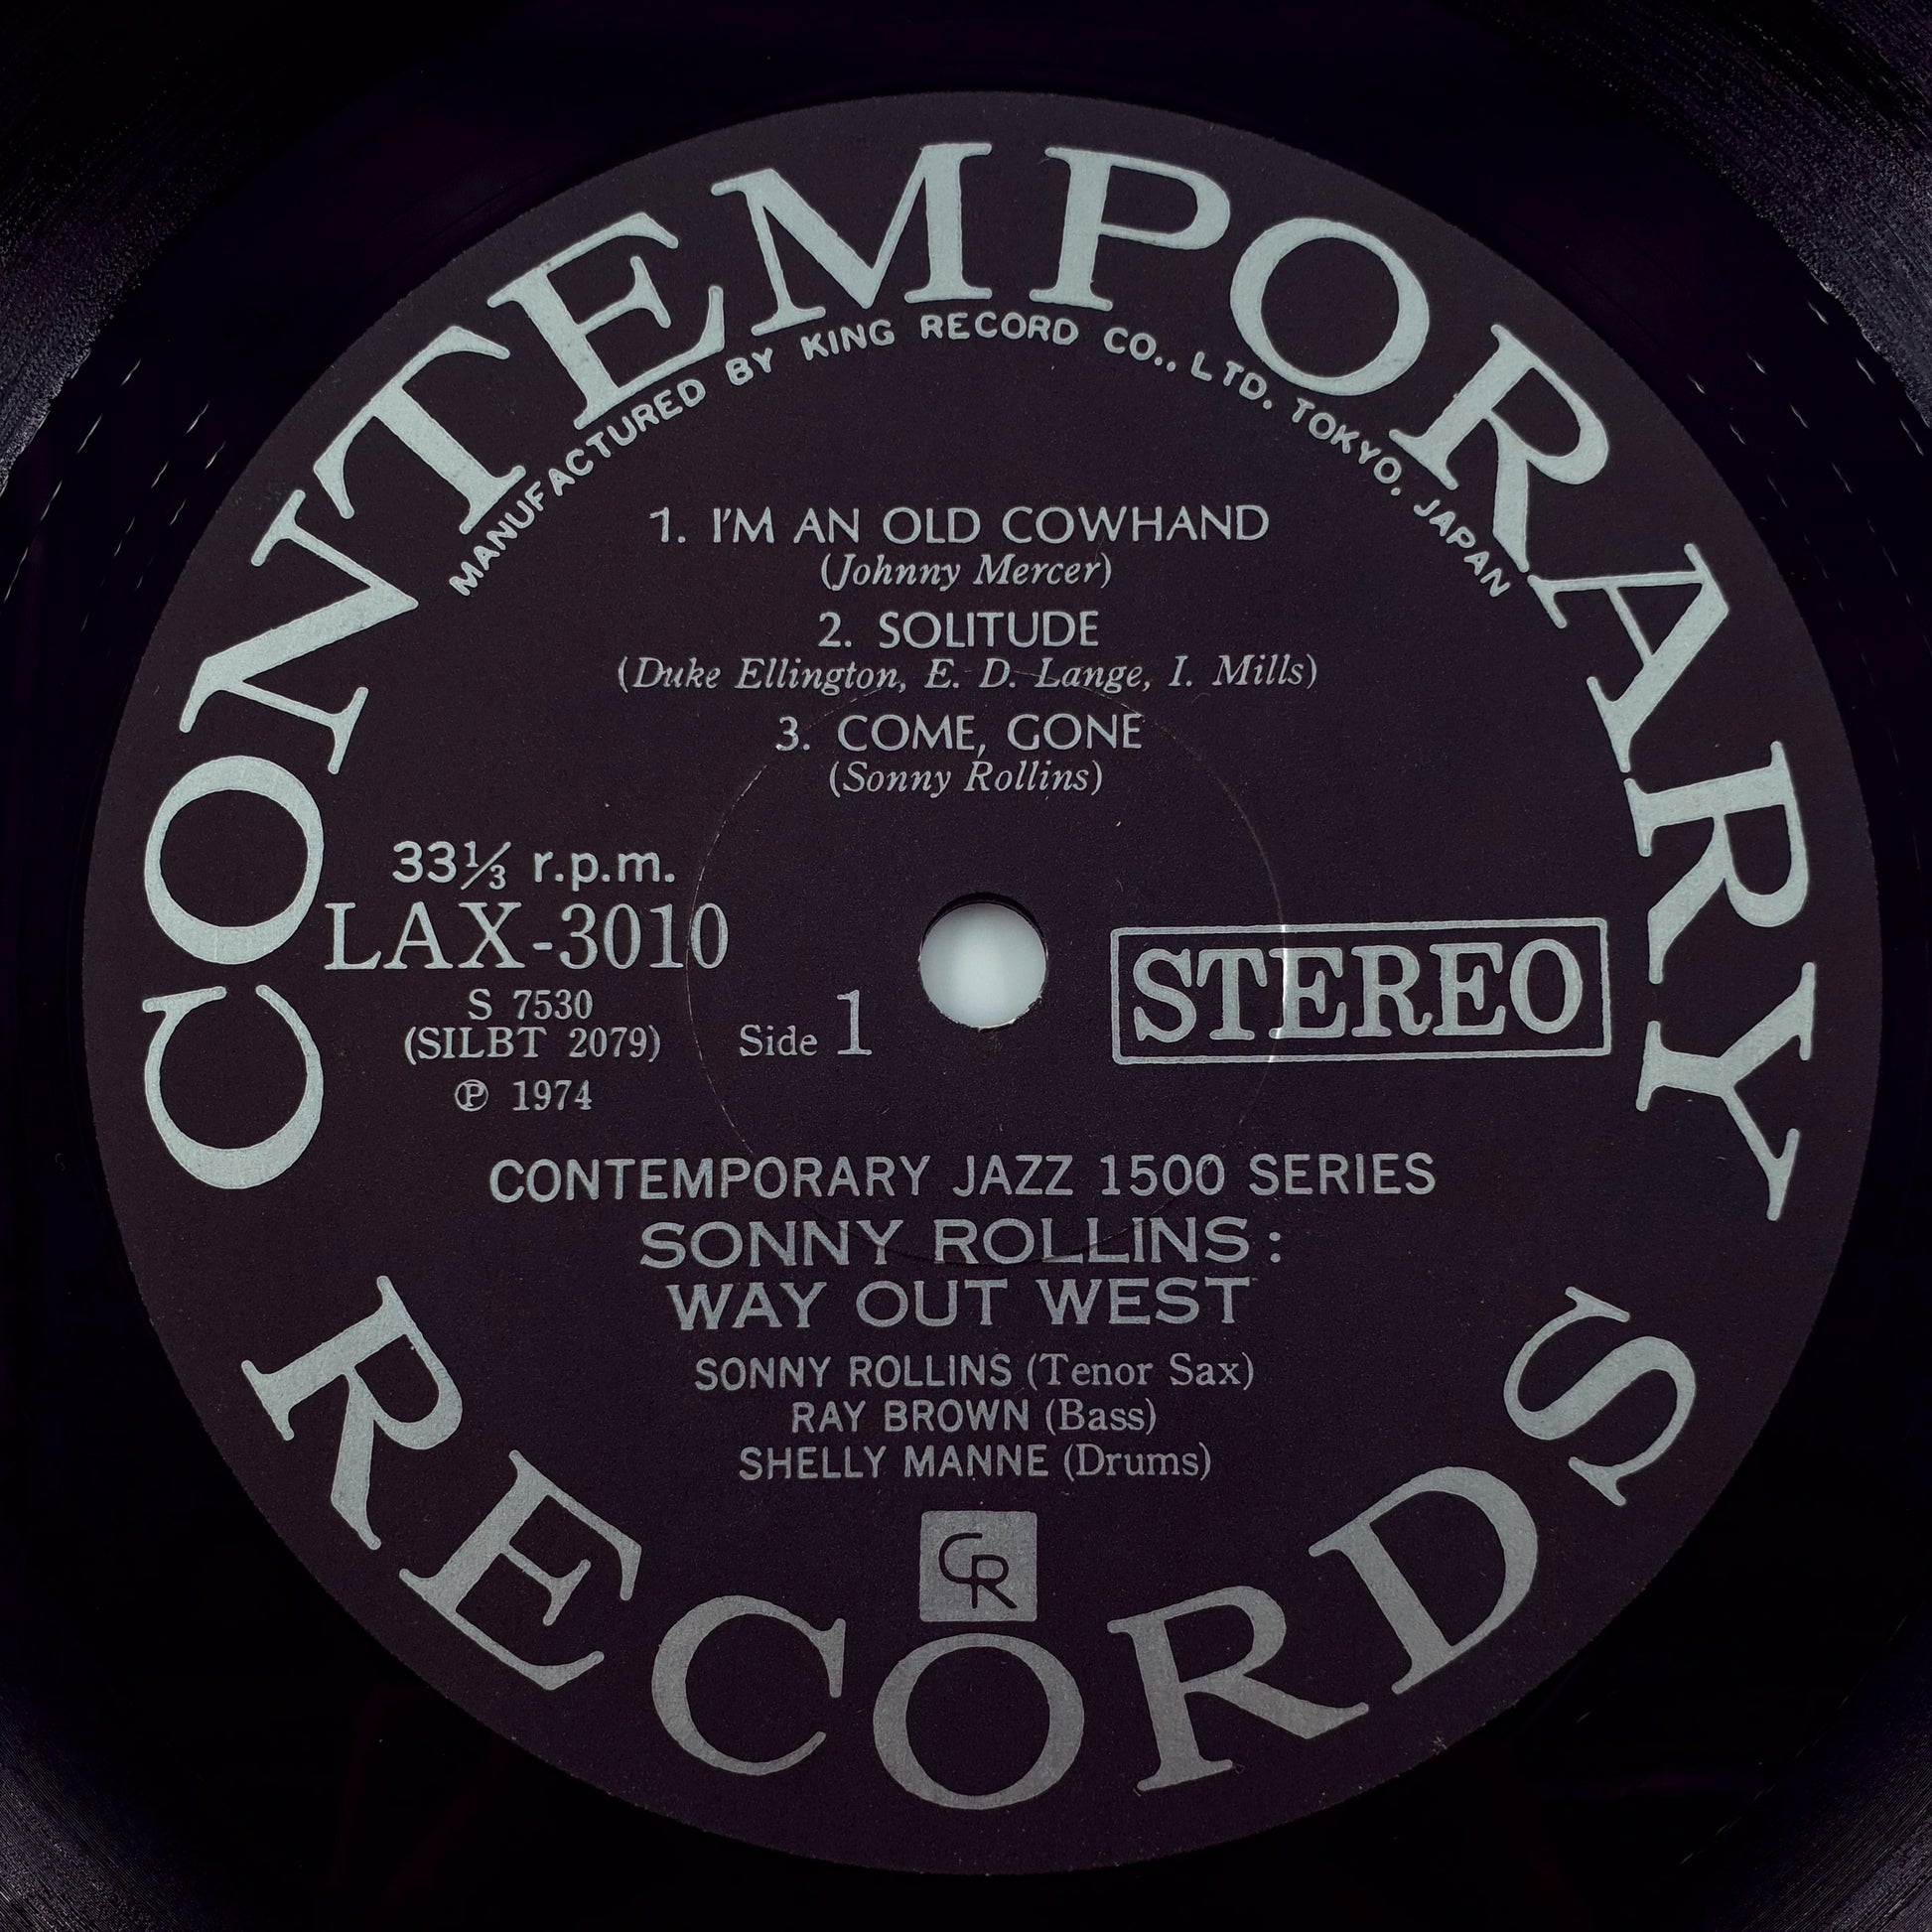 CONTEMPORARY
MANUFACTURED BY KING RECORD CO., LTD. TOKYO. JAPAN
1. I'M AN OLD COWHAND
(Johnny Mercer)
2. SOLITUDE
(Duke Ellington, E. D. Lange, I. Mills)
3. COME, GONE
(Sonny Rollins)
33⅓ r.p.m.
LAX-3010
S 7530
(SILBT 2079)
℗ 1974
Side 1
STEREO
CONTEMPORARY JAZZ 1500 SERIES
SONNY ROLLINS :
WAY OUT WEST
SONNY ROLLINS (Tenor Sax)
RAY BROWN (Bass)
SHELLY MANNE (Drums)
CR
RECORDS